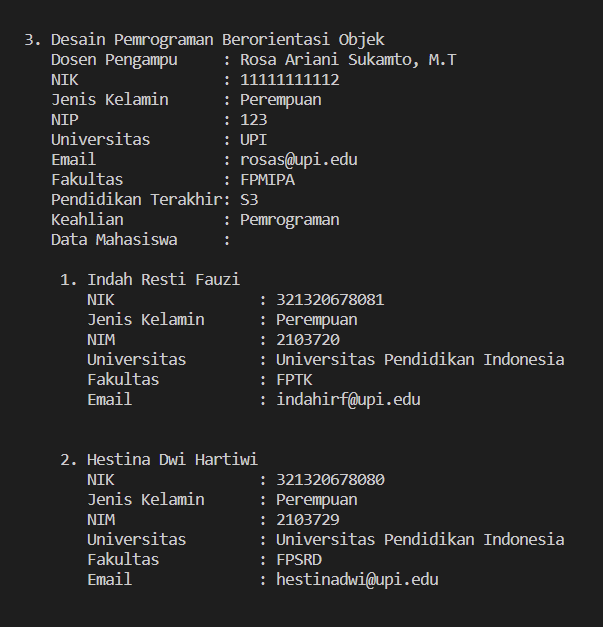 3. Desain Pemrograman Berorientasi Objek
Dosen Pengampu : Rosa Ariani Sukamto, M.T
NIK : 11111111112
Jenis Kelamin : Perempuan
NIP : 123
Universitas : UPI
Email : rosas@upi.edu
Fakultas : FPMIPA
Pendidikan Terakhir: S3
Keahlian : Pemrograman
Data Mahasiswa :
1. Indah Resti Fauzi
NIK : 321320678081
Jenis Kelamin : Perempuan
NIM : 2103720
Universitas : Universitas Pendidikan Indonesia
Fakultas : FPTK
Email : indahirf@upi.edu
2. Hestina Dwi Hartiwi
NIK : 321320678080
Jenis Kelamin : Perempuan
NIM : 2103729
Universitas : Universitas Pendidikan Indonesia
Fakultas : FPSRD
Email : hestinadwi@upi.edu